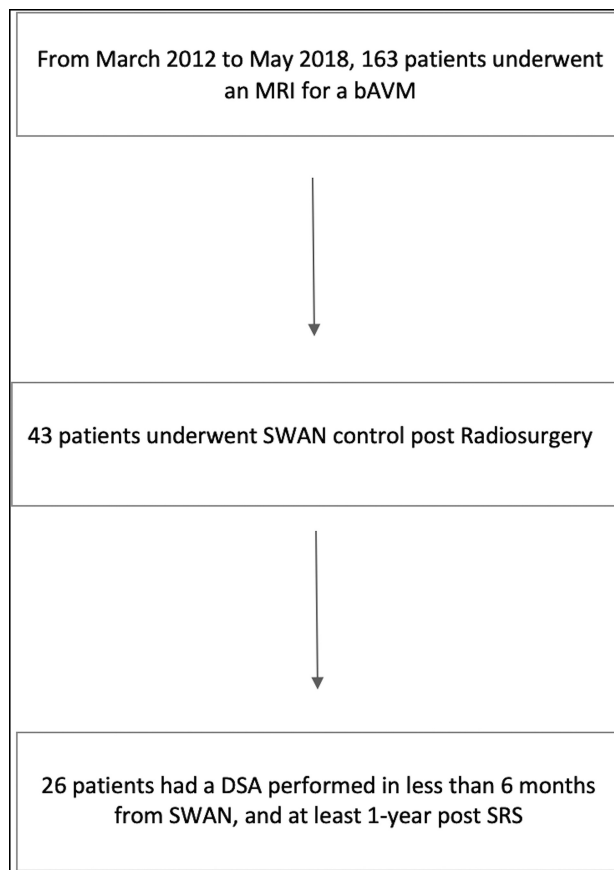 From March 2012 to May 2018, 163 patients underwent
an MRI for a bAVM
43 patients underwent SWAN control post Radiosurgery
26 patients had a DSA performed in less than 6 months
from SWAN, and at least 1-year post SRS